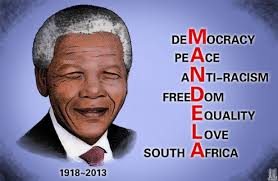 DEMOCRACY
PEACE
ANTI-RACISM
FREEDOM
EQUALITY
LOVE
SOUTH AFRICA
1918~2013